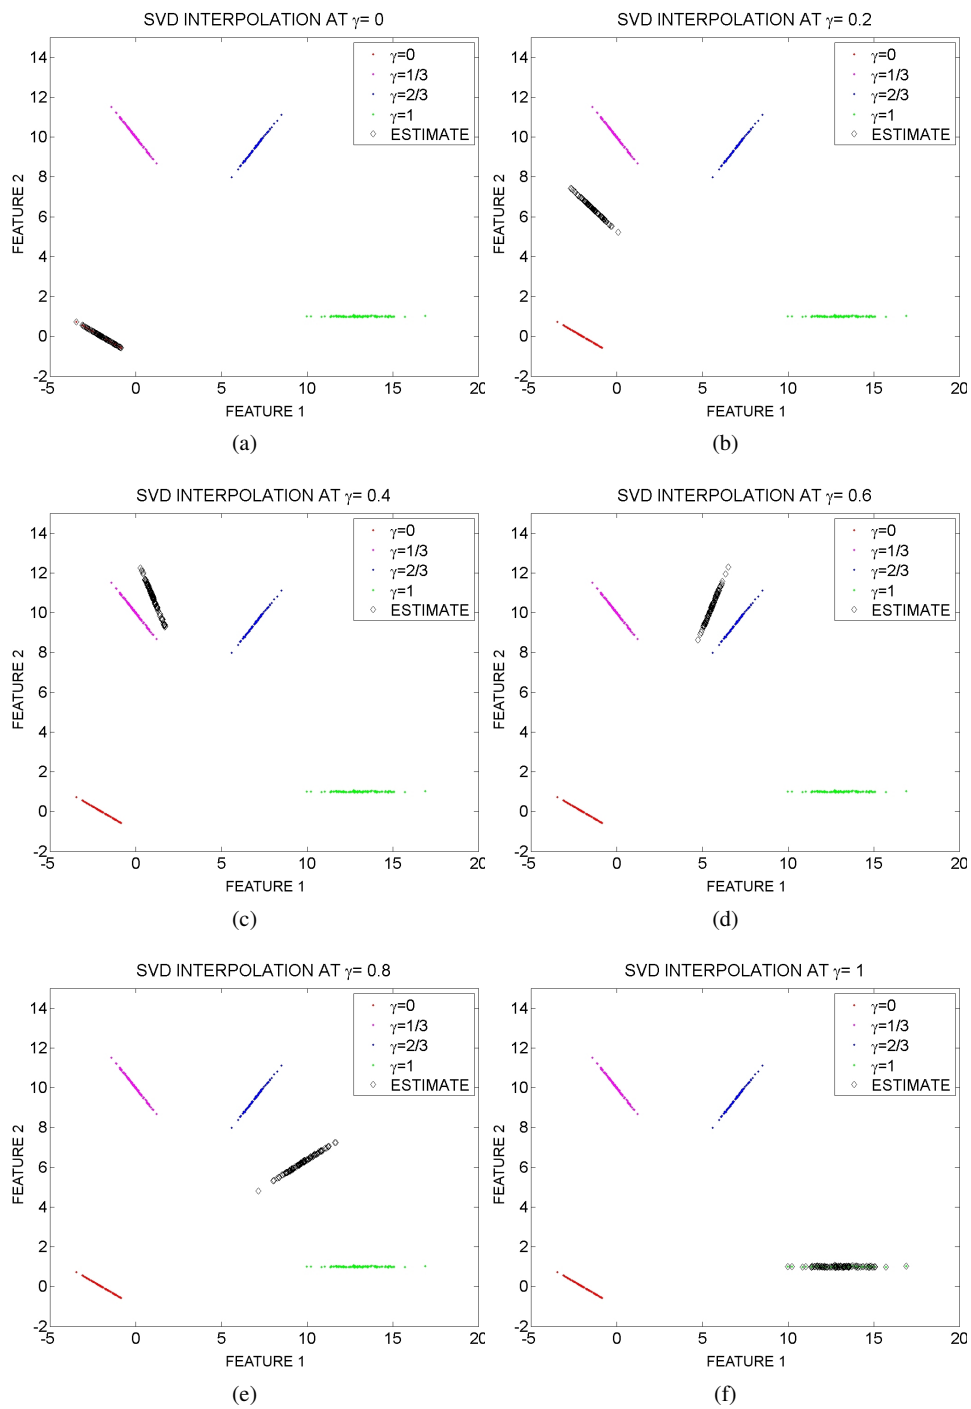 SVD INTERPOLATION AT γ= 0
14
12
10
8
6
4
2
0
-2
-5
0
5
10
15
20
FEATURE 2
FEATURE 1
γ=0
γ=1/3
γ=2/3
γ=1
ESTIMATE
(a)
SVD INTERPOLATION AT γ= 0.2
14
12
10
8
6
4
2
0
-2
-5
0
5
10
15
20
FEATURE 2
FEATURE 1
γ=0
γ=1/3
γ=2/3
γ=1
ESTIMATE
(b)
SVD INTERPOLATION AT γ= 0.4
14
12
10
8
6
4
2
0
-2
-5
0
5
10
15
20
FEATURE 2
FEATURE 1
γ=0
γ=1/3
γ=2/3
γ=1
ESTIMATE
(c)
SVD INTERPOLATION AT γ= 0.6
14
12
10
8
6
4
2
0
-2
-5
0
5
10
15
20
FEATURE 2
FEATURE 1
γ=0
γ=1/3
γ=2/3
γ=1
ESTIMATE
(d)
SVD INTERPOLATION AT γ= 0.8
14
12
10
8
6
4
2
0
-2
-5
0
5
10
15
20
FEATURE 2
FEATURE 1
γ=0
γ=1/3
γ=2/3
γ=1
ESTIMATE
(e)
SVD INTERPOLATION AT γ= 1
14
12
10
8
6
4
2
0
-2
-5
0
5
10
15
20
FEATURE 2
FEATURE 1
γ=0
γ=1/3
γ=2/3
γ=1
ESTIMATE
(f)